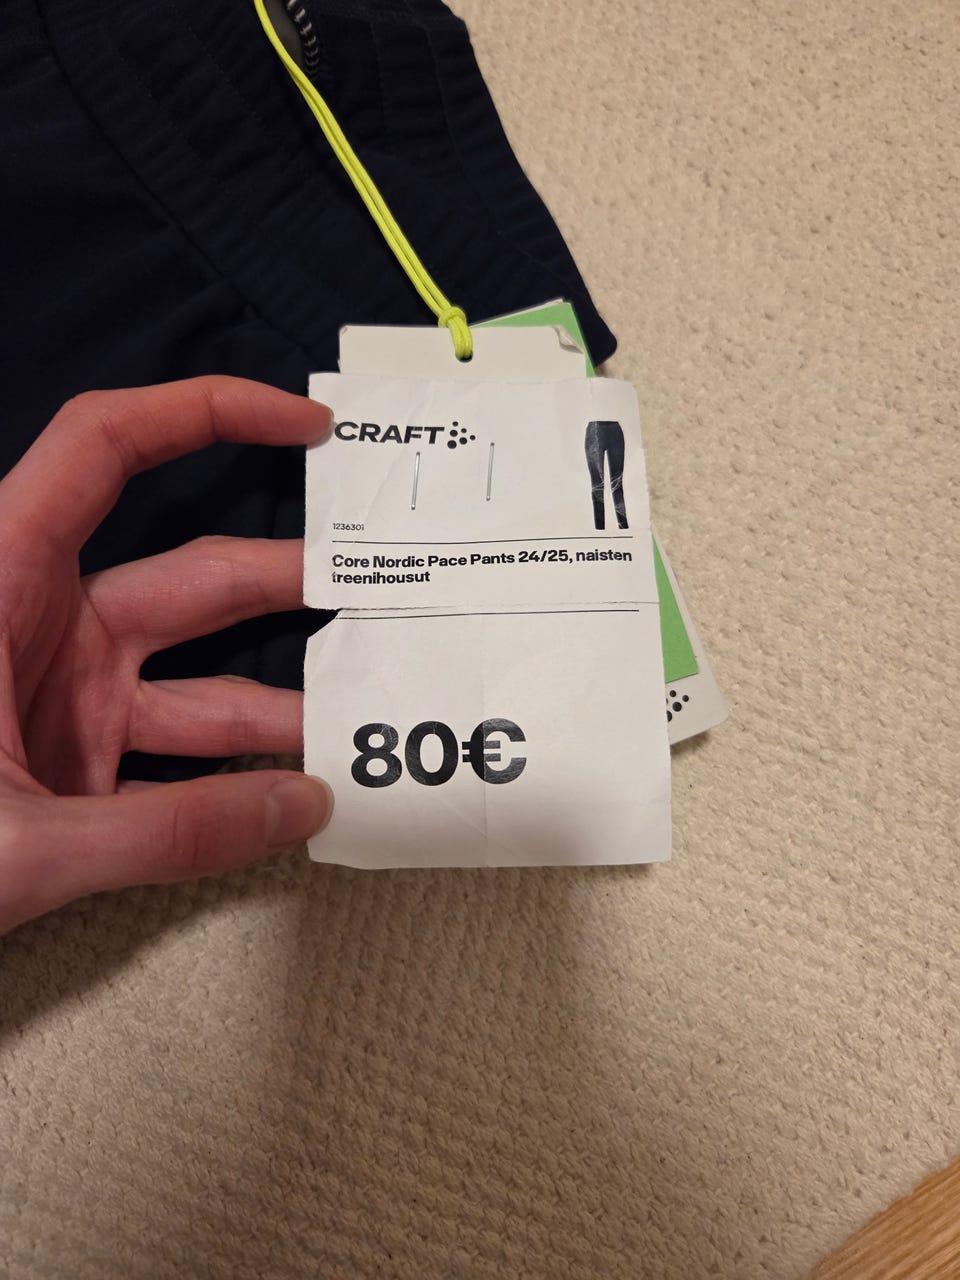 CRAFT
1236301
Core Nordic Pace Pants 24/25, naisten
treenihousut
80€